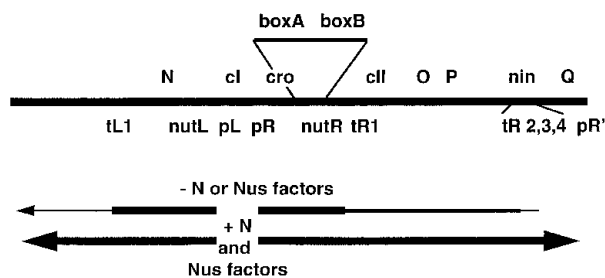 boxA boxB
N cI cro cII O P nin Q
tL1 nutL pL pR nutR tR1 tR 2,3,4 pR'
- N or Nus factors
+ N
and
Nus factors